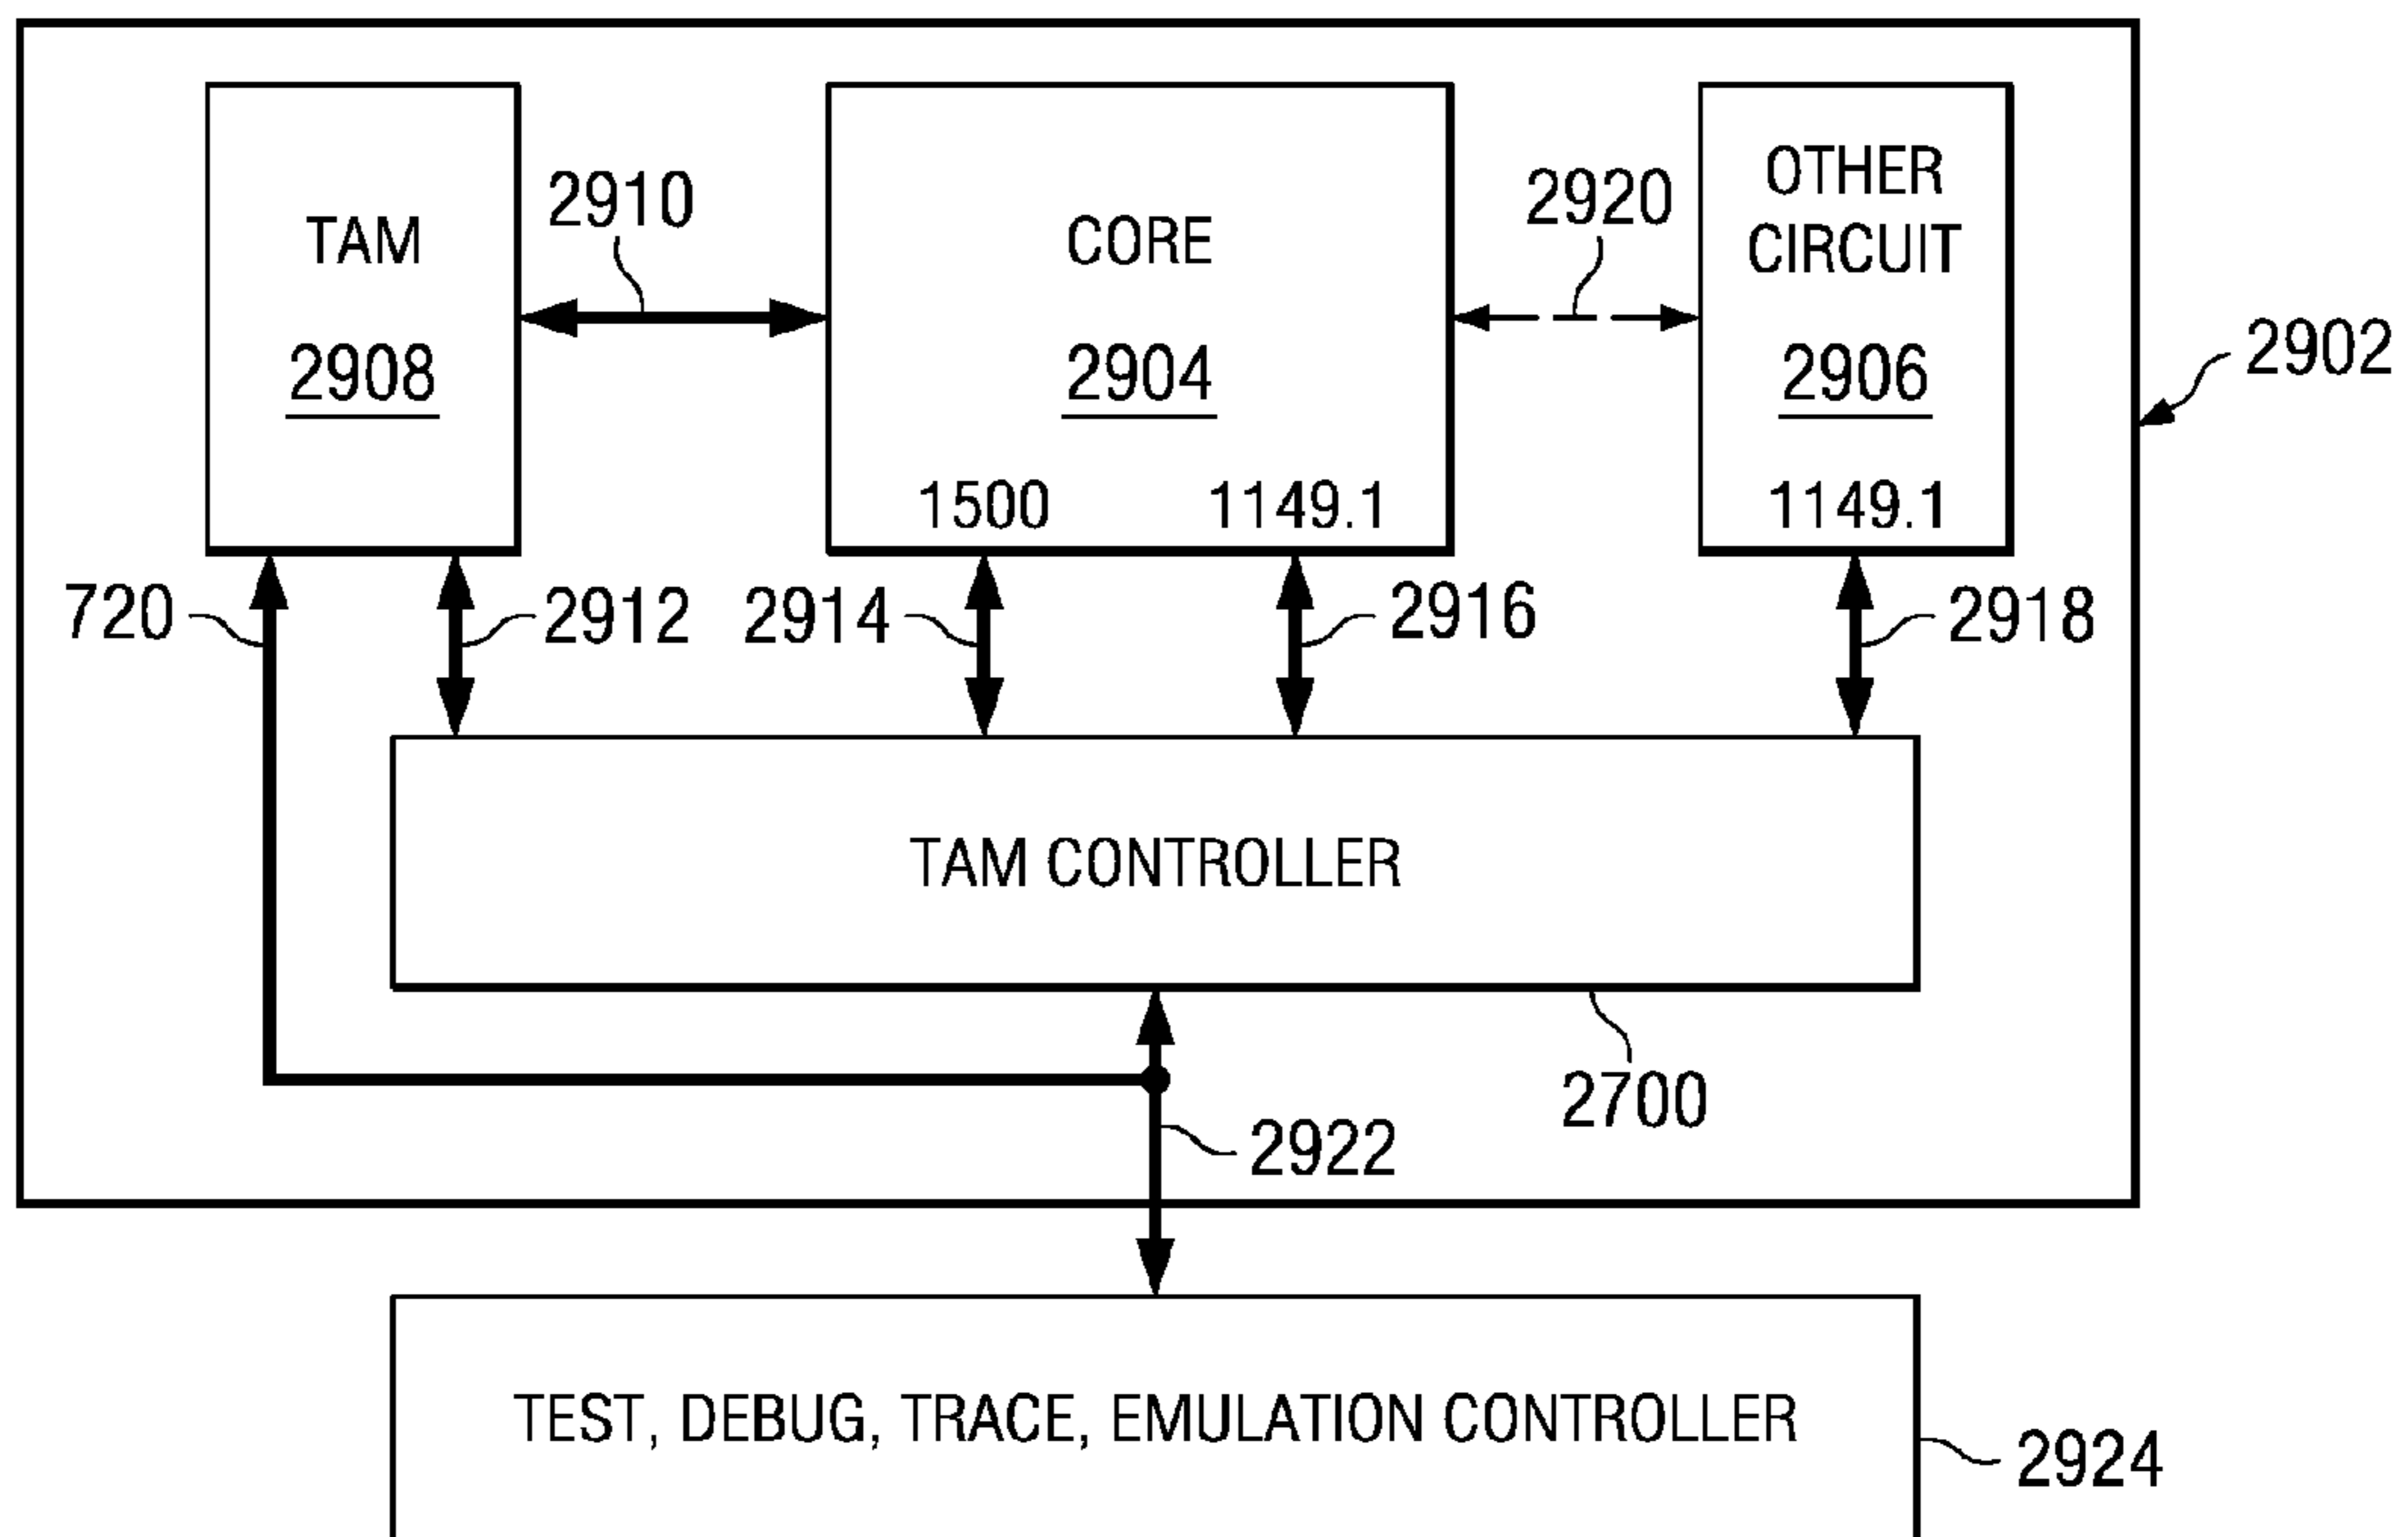 TAM
2908
2910
CORE
2904
1500 1149.1
2920
OTHER
CIRCUIT
2906
1149.1
2902
720
2912
2914
2916
2918
TAM CONTROLLER
2700
2922
TEST, DEBUG, TRACE, EMULATION CONTROLLER
2924